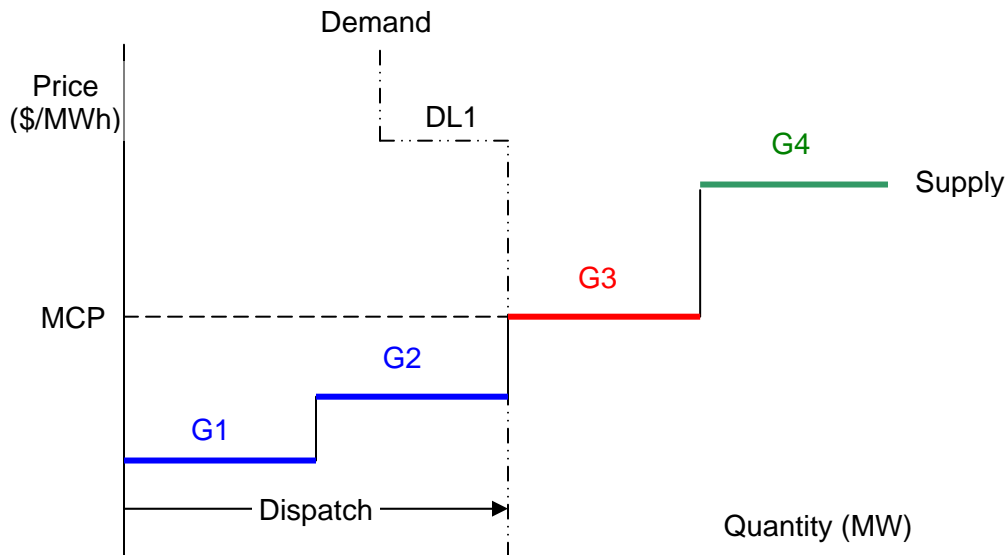 Demand
Price
($/MWh)
DL1
G4
Supply
G3
MCP
G2
G1
Dispatch
Quantity (MW)